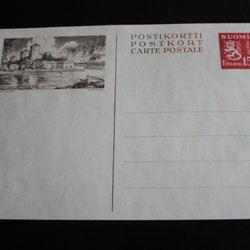 POSTIKORTTI
POSTKORT
CARTE POSTALE
SUOMI
FINLAND